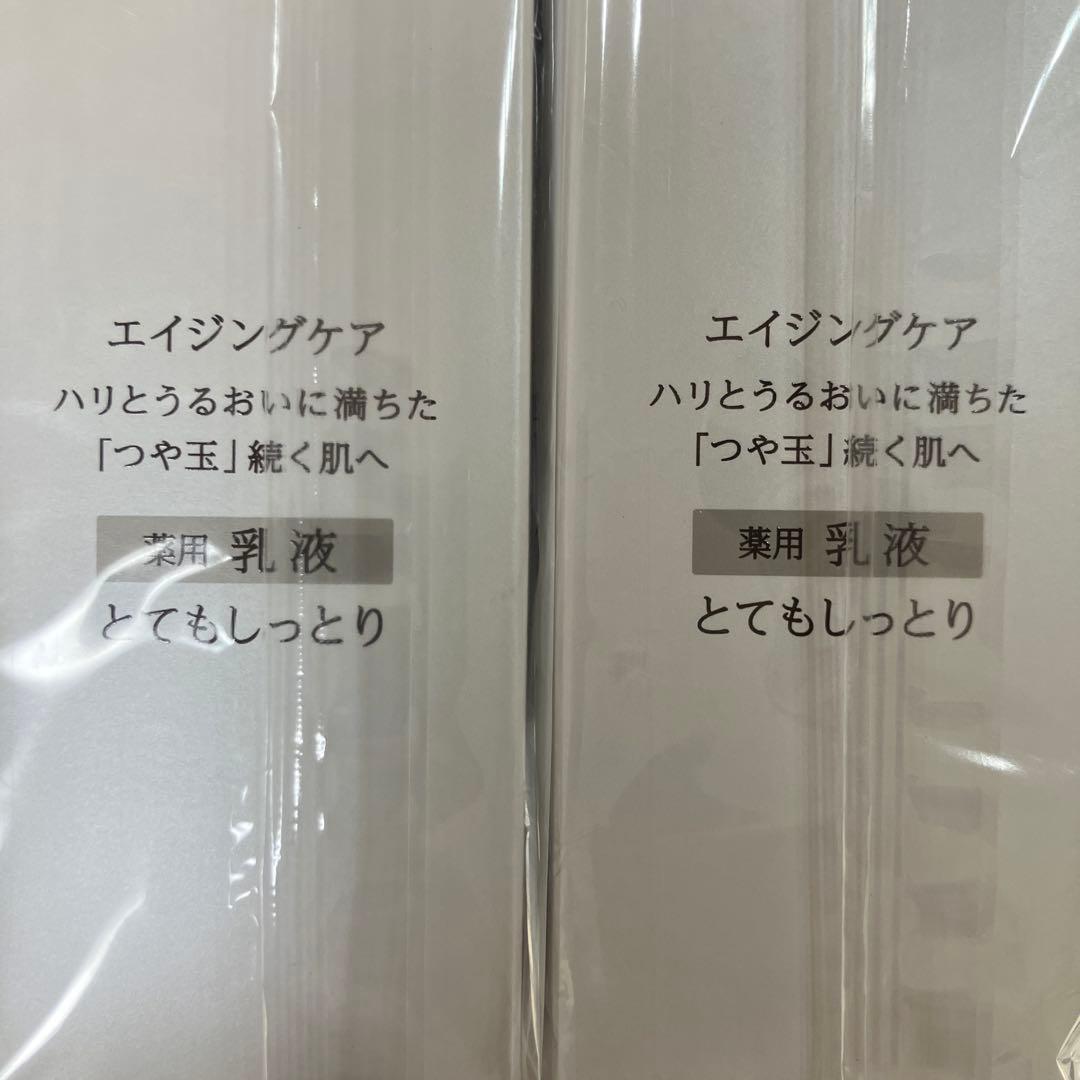 エイジングケア
ハリとうるおいに満ちた
「つや玉」続く肌へ
薬用 乳液
とてもしっとり
エイジングケア
ハリとうるおいに満ちた
「つや玉」続く肌へ
薬用 乳液
とてもしっとり